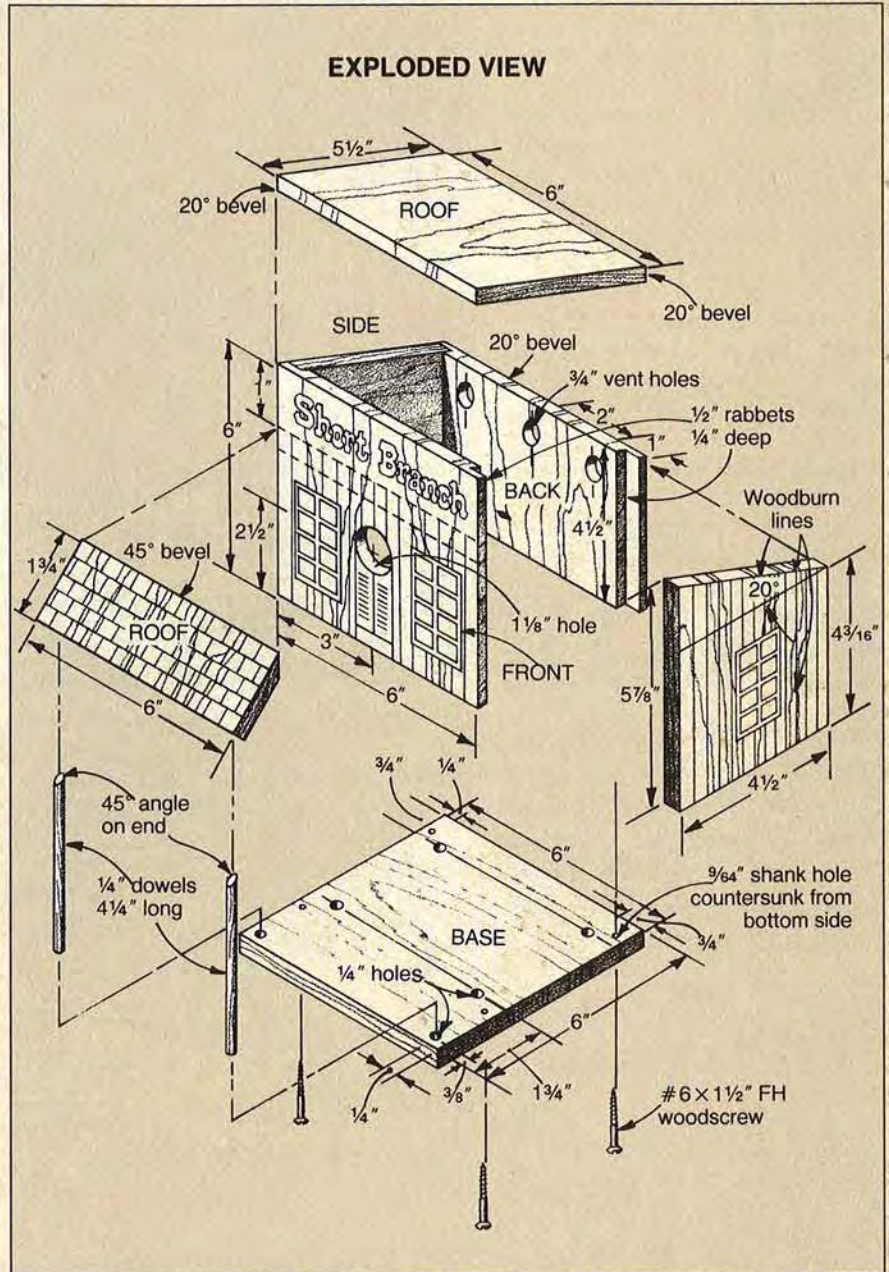 EXPLODED VIEW
5½"
6"
20° bevel
ROOF
20° bevel
SIDE
20° bevel
¾" vent holes
1"
6"
2"
½" rabbets
1"
¼" deep
Short Branch
BACK
Woodburn
lines
4½"
2½"
45° bevel
1¾"
20°
ROOF
1⅛" hole
4³⁄₁₆"
3"
FRONT
5⅞"
6"
6"
4½"
¾"
¼"
45° angle
on end
6"
⁹⁄₆₄" shank hole
countersunk from
bottom side
¼" dowels
4¼" long
BASE
¾"
¼" holes
6"
⅜"
1¾"
¼"
#6 × 1½" FH
woodscrew